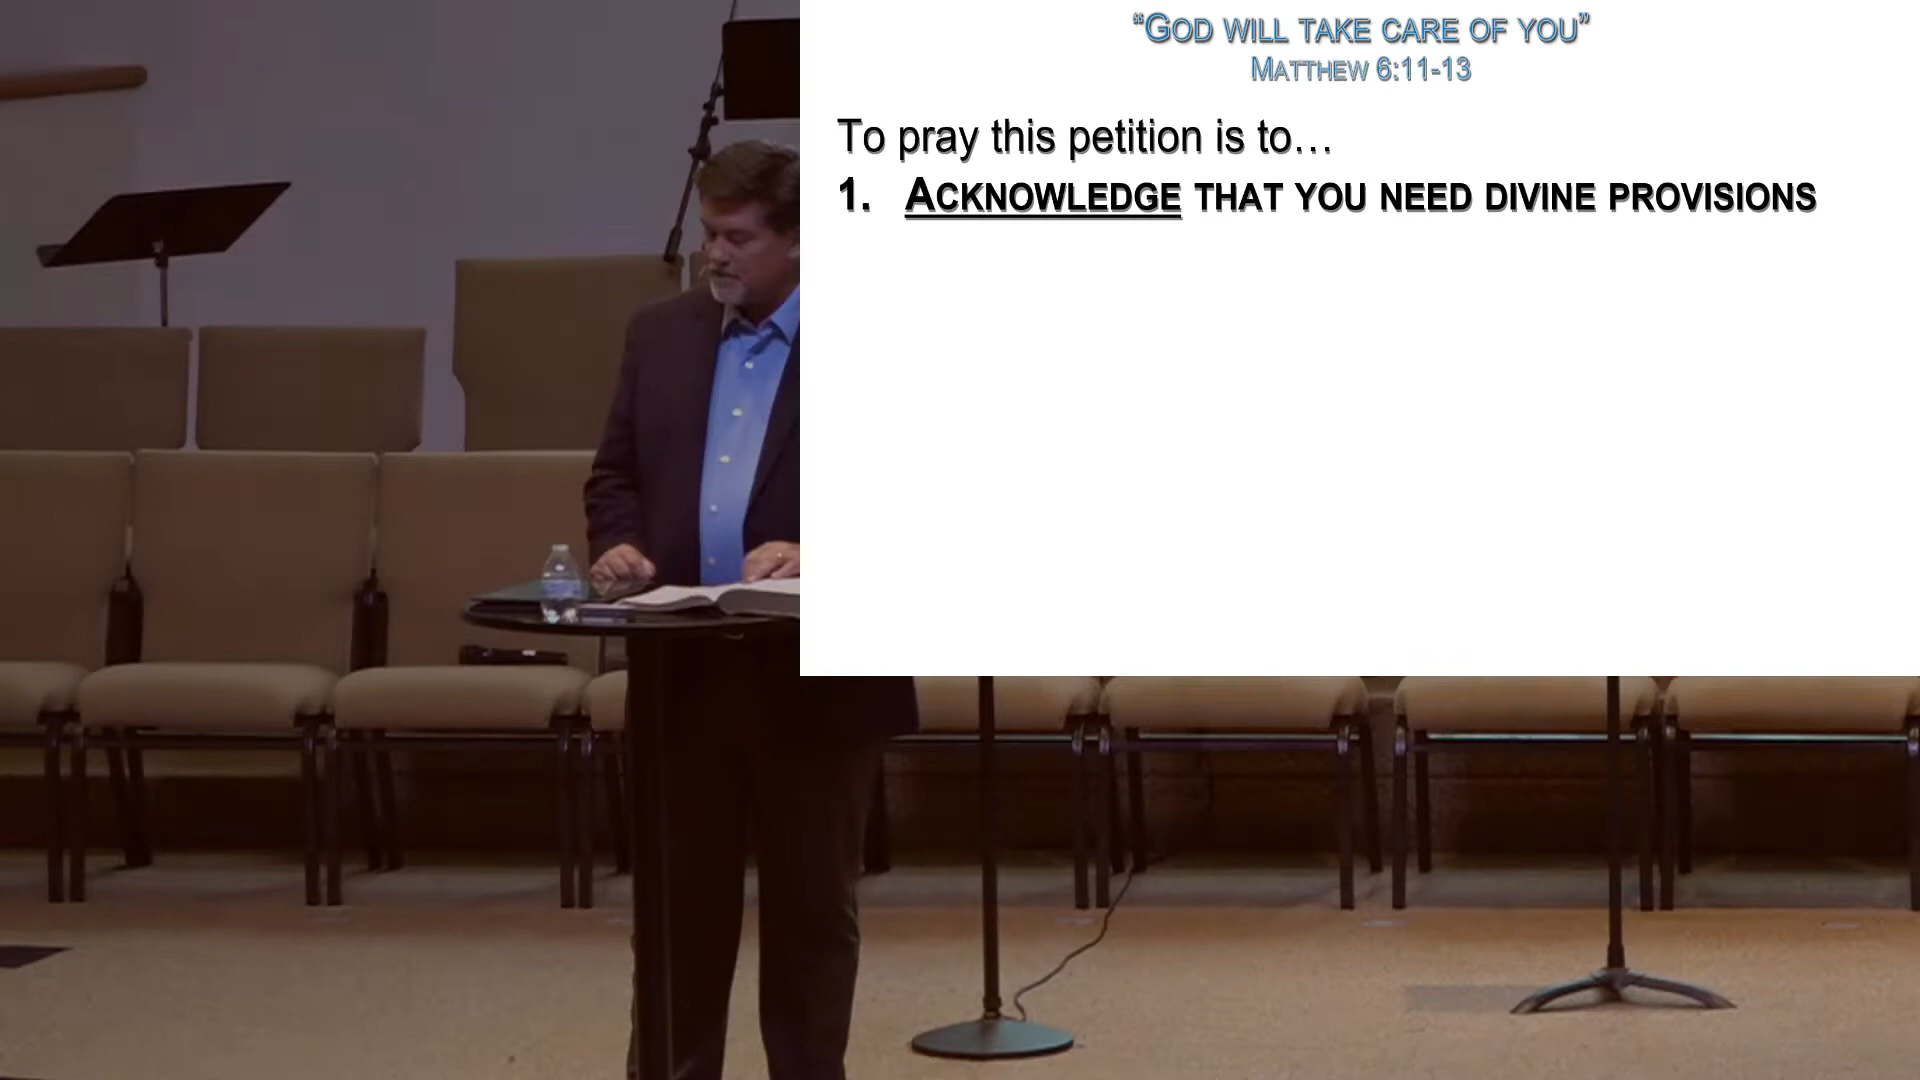 “God will take care of you”
Matthew 6:11-13
To pray this petition is to…
1. Acknowledge that you need divine provisions